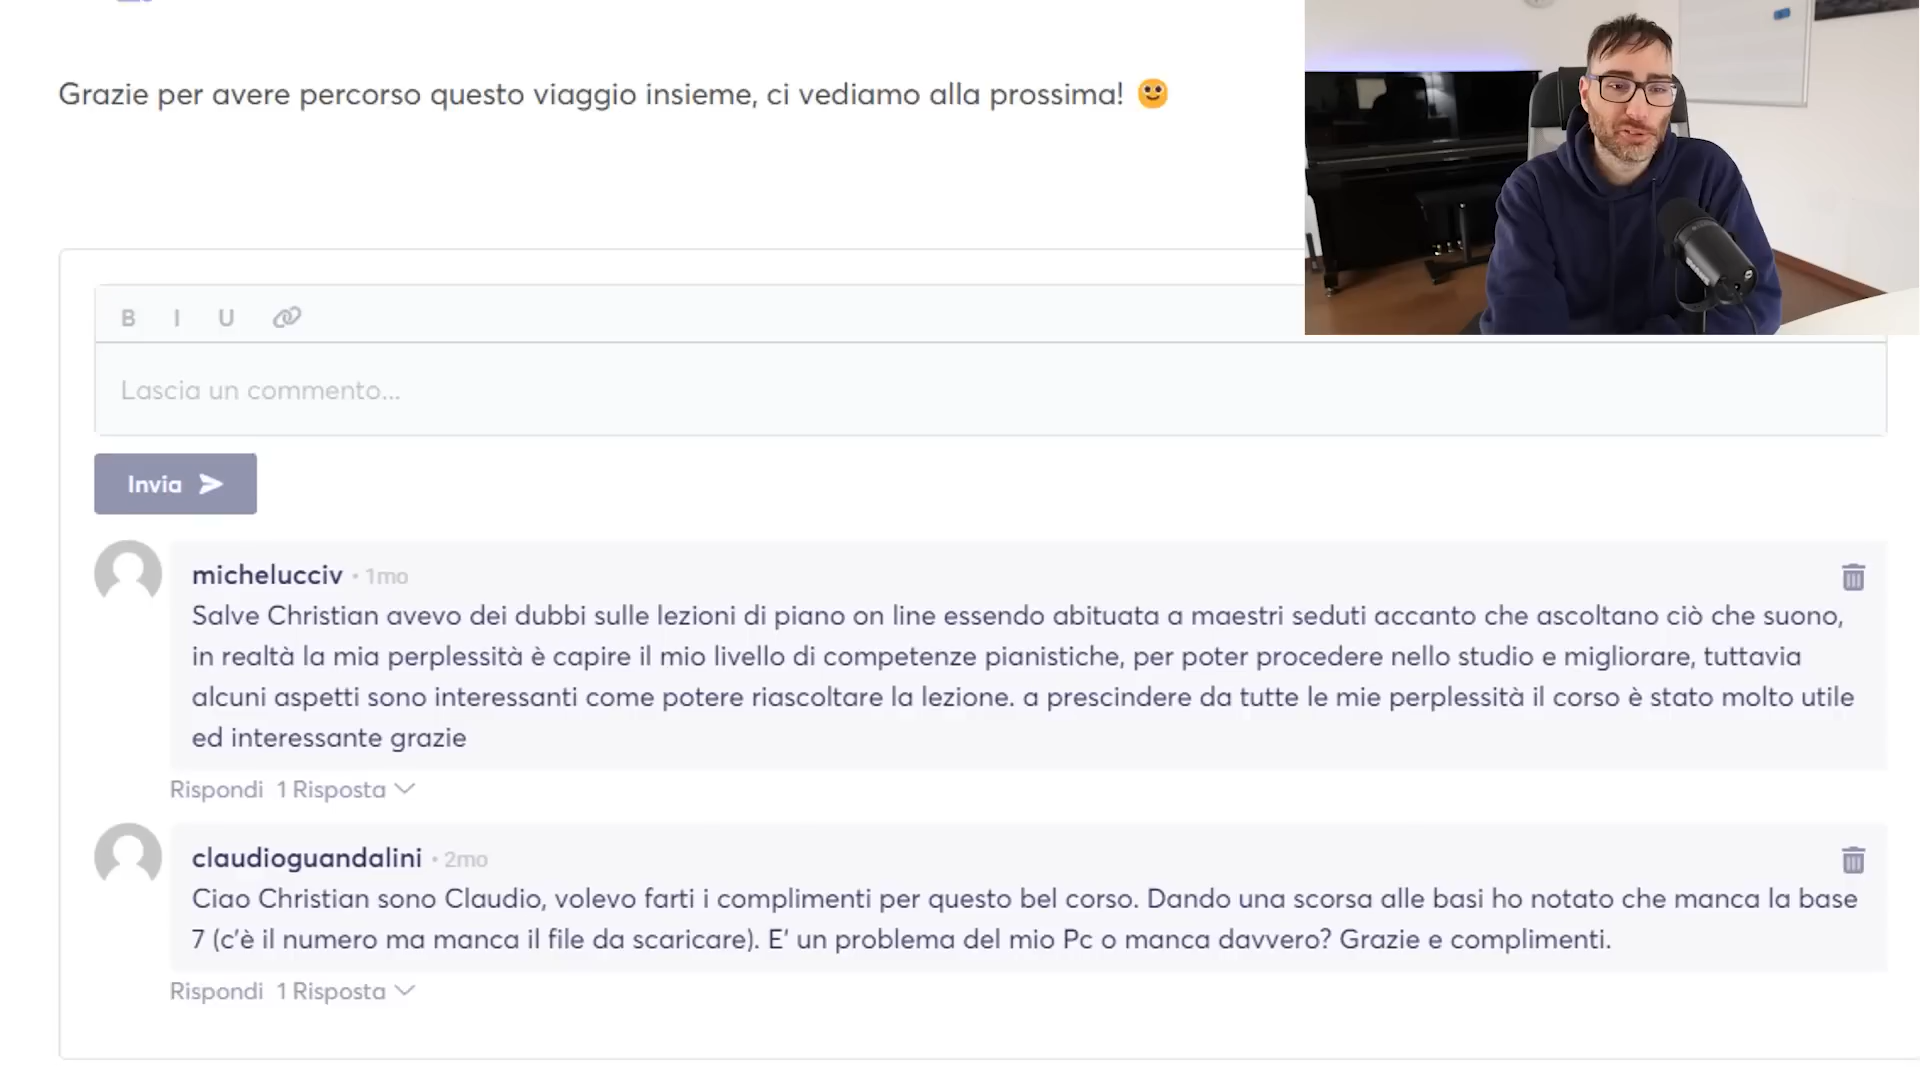 Grazie per avere percorso questo viaggio insieme, ci vediamo alla prossima! 🙂
B I U
Lascia un commento...
Invia
michelucciv • 1mo
Salve Christian avevo dei dubbi sulle lezioni di piano on line essendo abituata a maestri seduti accanto che ascoltano ciò che suono,
in realtà la mia perplessità è capire il mio livello di competenze pianistiche, per poter procedere nello studio e migliorare, tuttavia
alcuni aspetti sono interessanti come potere riascoltare la lezione. a prescindere da tutte le mie perplessità il corso è stato molto utile
ed interessante grazie
Rispondi 1 Risposta
claudioguandalini • 2mo
Ciao Christian sono Claudio, volevo farti i complimenti per questo bel corso. Dando una scorsa alle basi ho notato che manca la base
7 (c'è il numero ma manca il file da scaricare). E' un problema del mio Pc o manca davvero? Grazie e complimenti.
Rispondi 1 Risposta